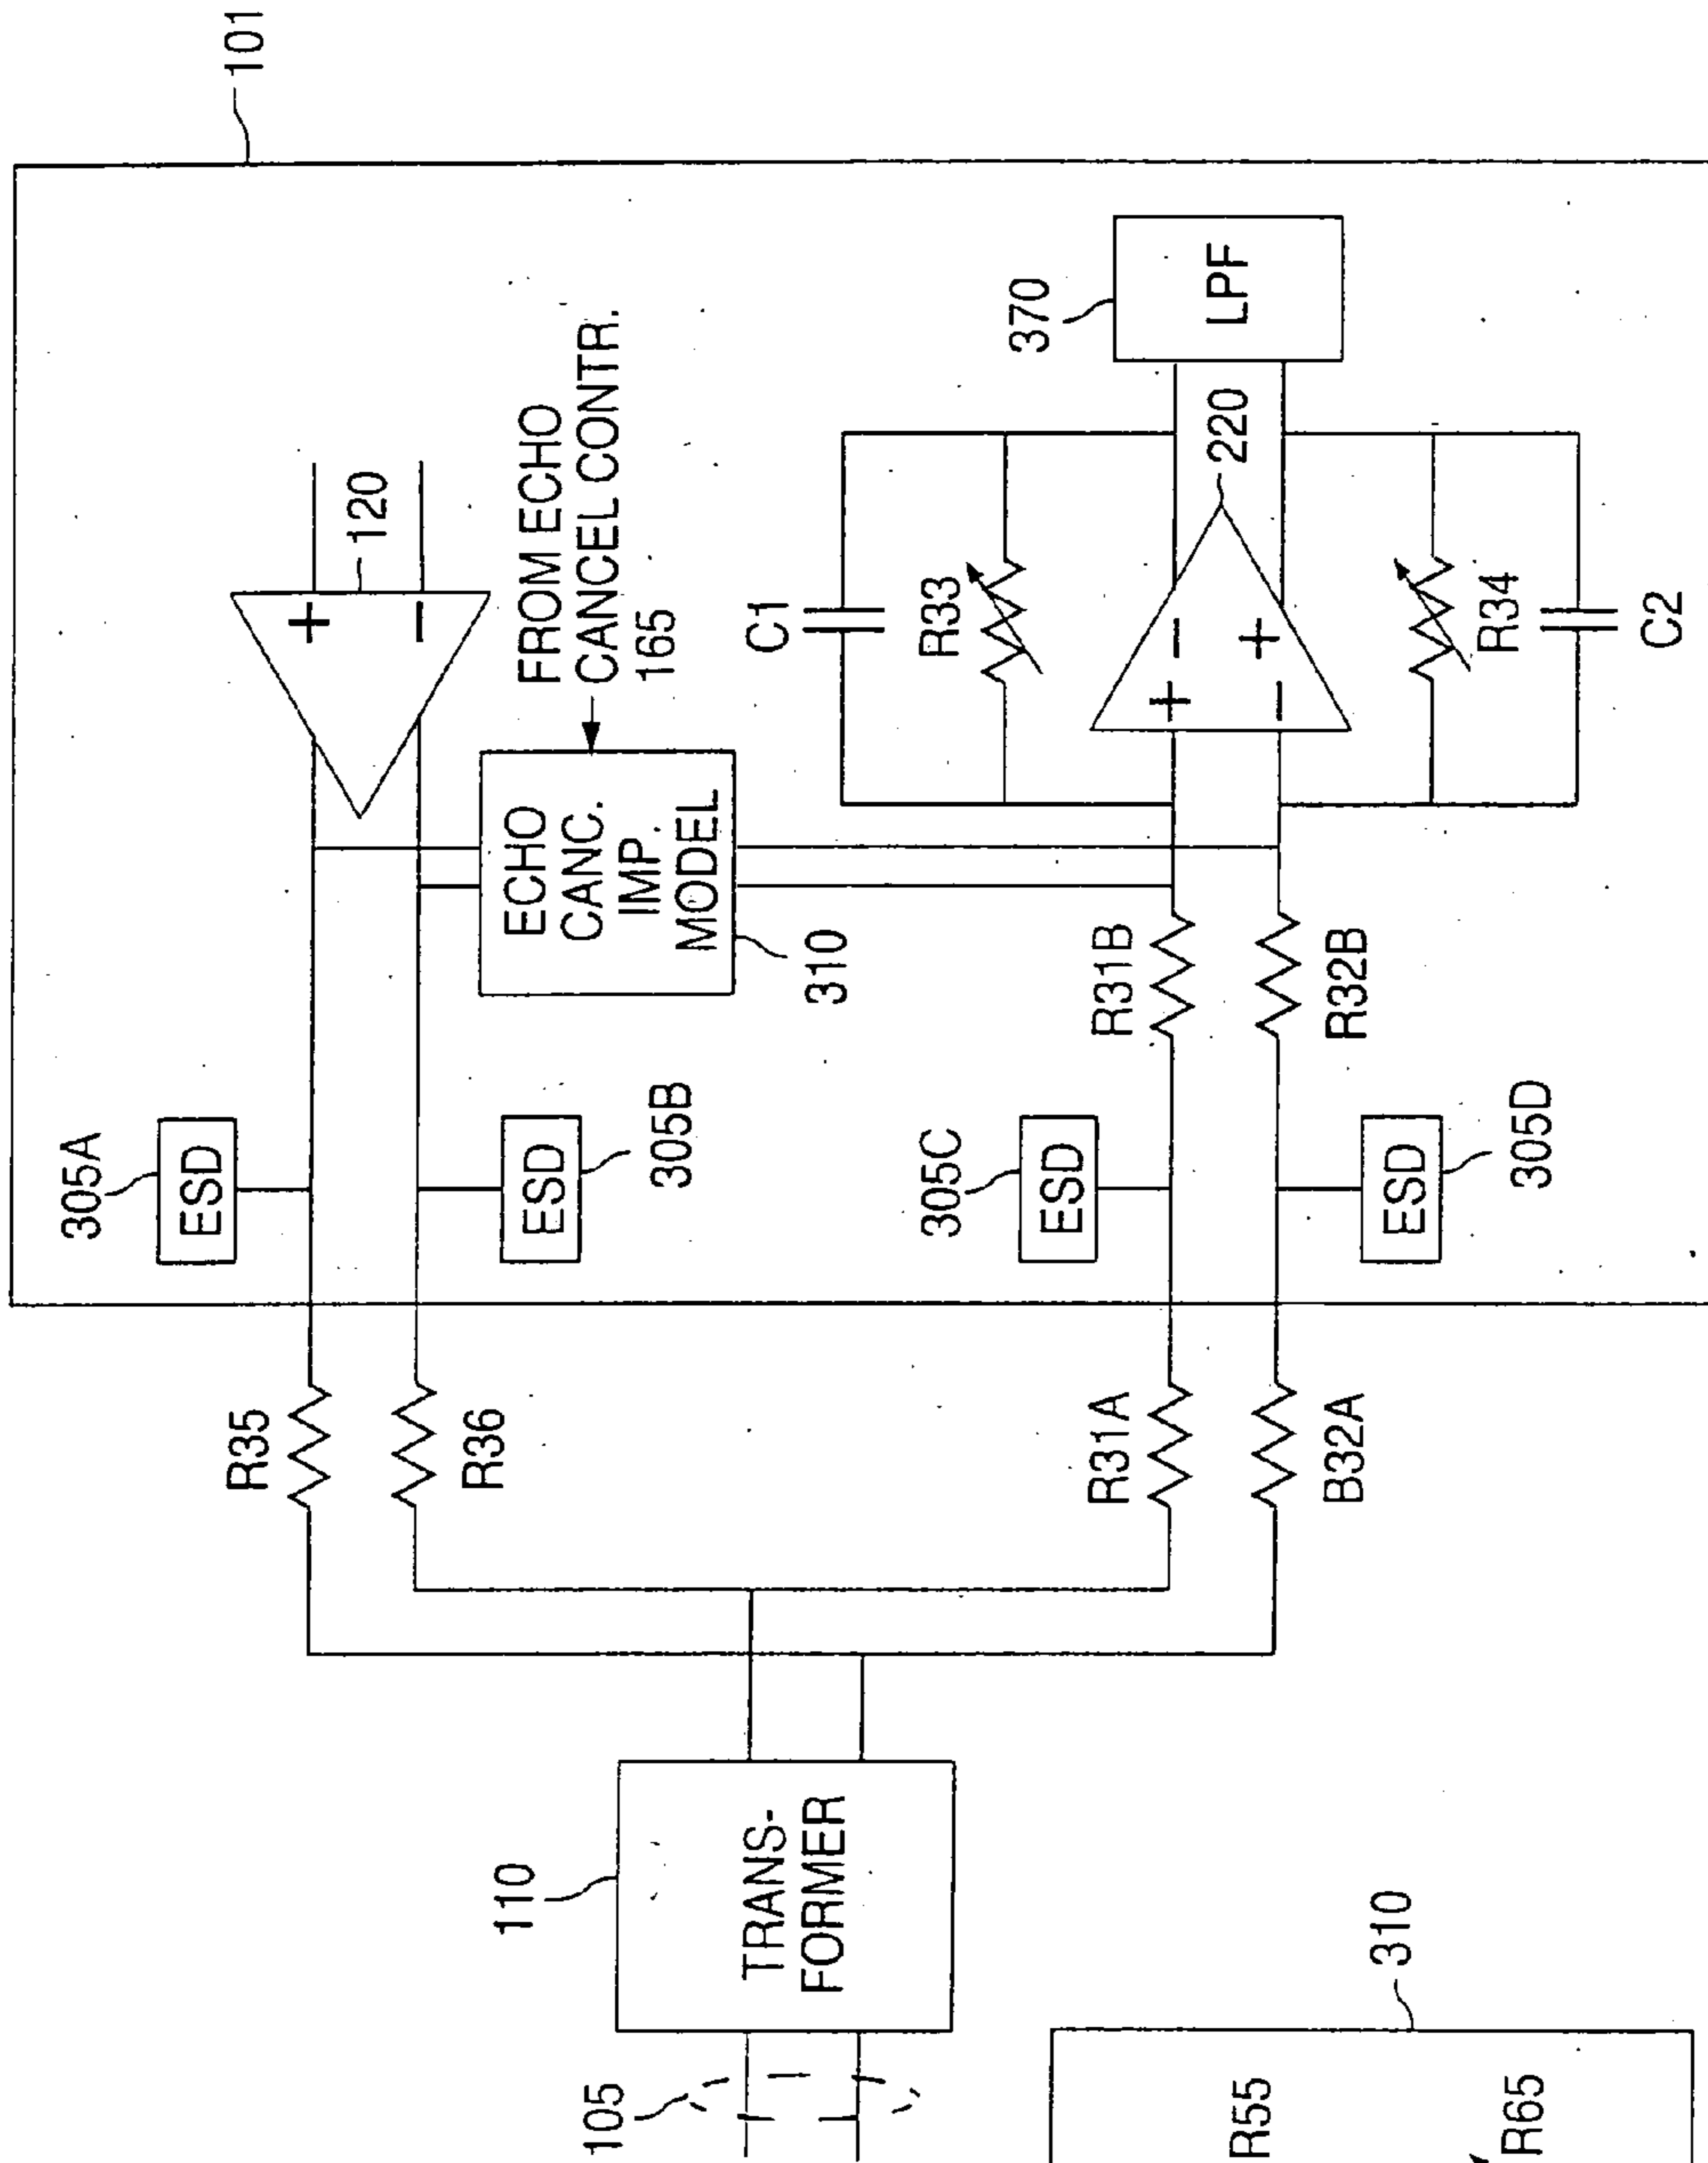 101
305A
ESD
R35
R36
ESD
305B
+
−
120
ECHO
CANC.
IMP.
MODEL
310
FROM ECHO
CANCEL CONTR.
165
110
TRANS-
FORMER
105
305C
ESD
R31A
B32A
ESD
305D
R31B
R32B
C1
R33
+
−
−
+
220
R34
C2
370
LPF
310
R55
R65